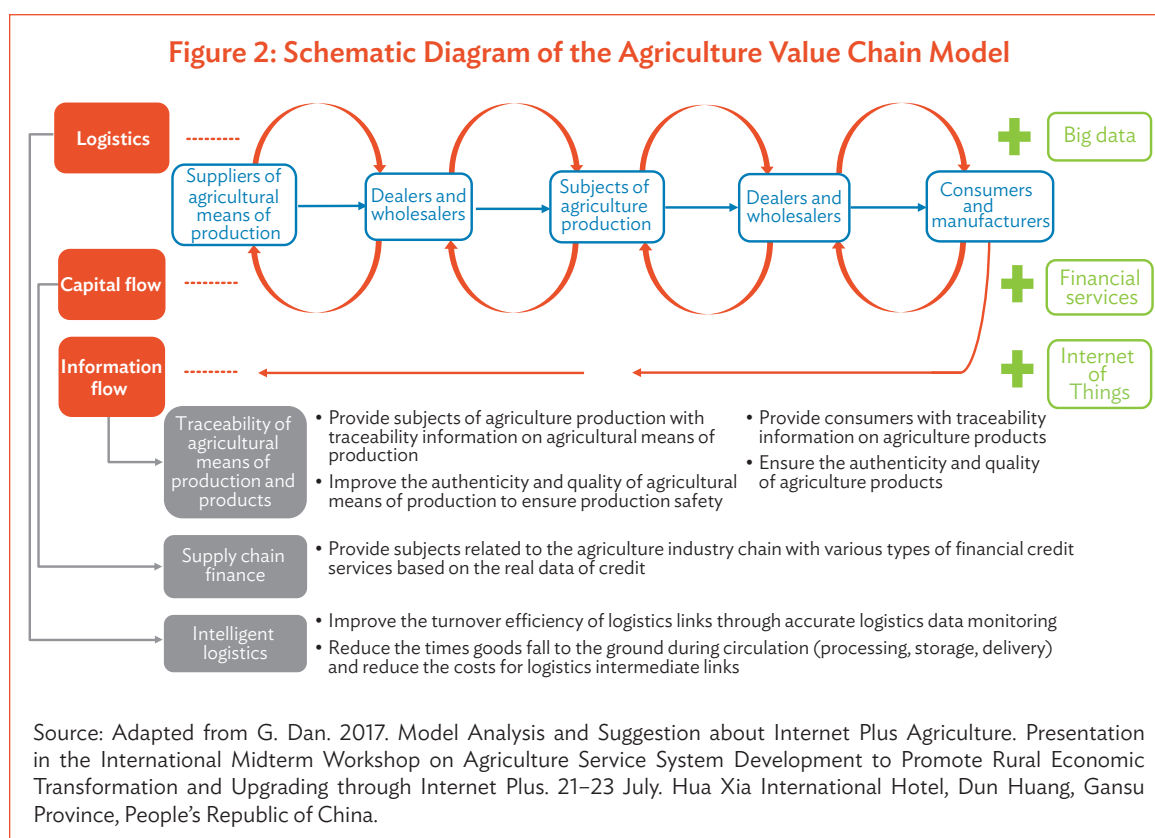 Figure 2: Schematic Diagram of the Agriculture Value Chain Model
Logistics
Big data
Suppliers of
agricultural
means of
production
Dealers and
wholesalers
Subjects of
agriculture
production
Dealers and
wholesalers
Consumers
and
manufacturers
Capital flow
Financial
services
Information
flow
Internet
of
Things
Traceability of
agricultural
means of
production and
products
• Provide subjects of agriculture production with
traceability information on agricultural means of
production
• Improve the authenticity and quality of agricultural
means of production to ensure production safety
• Provide consumers with traceability
information on agriculture products
• Ensure the authenticity and quality
of agriculture products
Supply chain
finance
• Provide subjects related to the agriculture industry chain with various types of financial credit
services based on the real data of credit
Intelligent
logistics
• Improve the turnover efficiency of logistics links through accurate logistics data monitoring
• Reduce the times goods fall to the ground during circulation (processing, storage, delivery)
and reduce the costs for logistics intermediate links
Source: Adapted from G. Dan. 2017. Model Analysis and Suggestion about Internet Plus Agriculture. Presentation
in the International Midterm Workshop on Agriculture Service System Development to Promote Rural Economic
Transformation and Upgrading through Internet Plus. 21–23 July. Hua Xia International Hotel, Dun Huang, Gansu
Province, People's Republic of China.